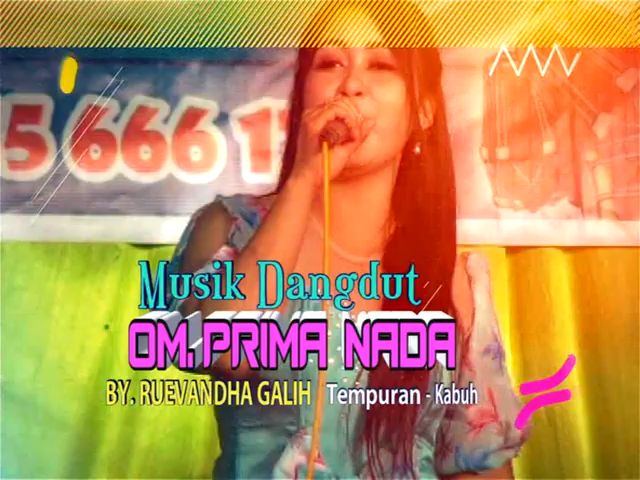 5 666 1
Musik Dangdut
OM. PRIMA NADA
BY. RUEVANDHA GALIH Tempuran - Kabuh